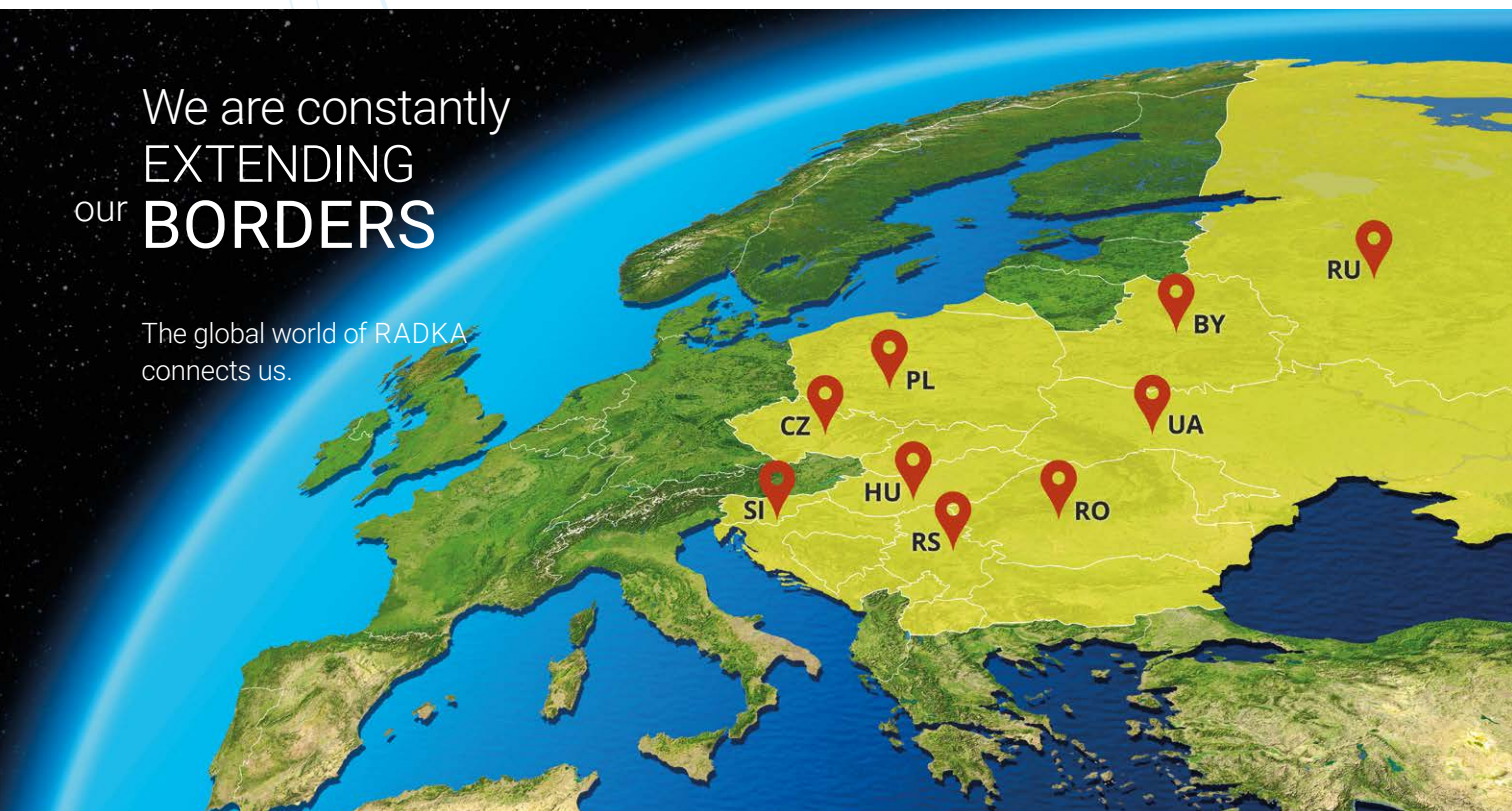 We are constantly
EXTENDING
our BORDERS
The global world of RADKA
connects us.
RU
BY
PL
CZ
UA
HU
SI
RO
RS